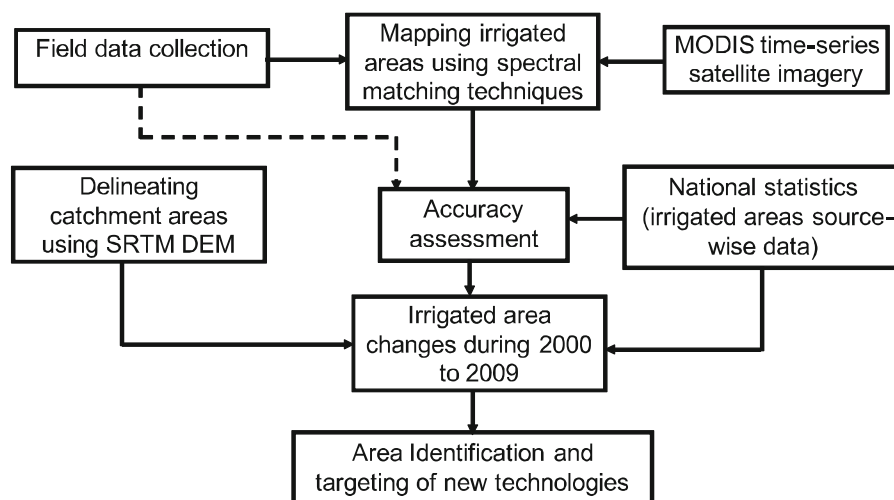 Field data collection
Mapping irrigated
areas using spectral
matching techniques
MODIS time-series
satellite imagery
Delineating
catchment areas
using SRTM DEM
Accuracy
assessment
National statistics
(irrigated areas source-
wise data)
Irrigated area
changes during 2000
to 2009
Area Identification and
targeting of new technologies